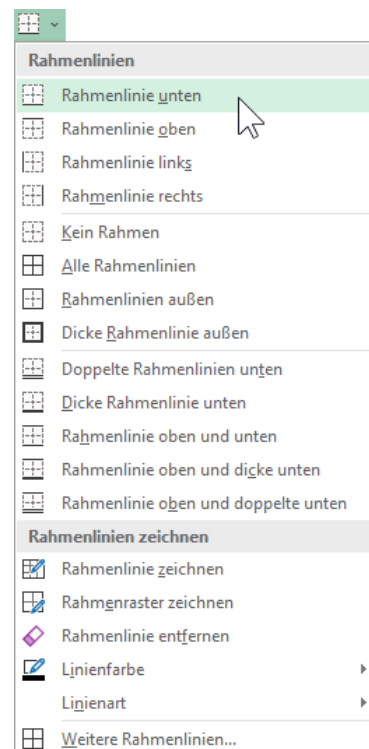 Rahmenlinien
Rahmenlinie unten
Rahmenlinie oben
Rahmenlinie links
Rahmenlinie rechts
Kein Rahmen
Alle Rahmenlinien
Rahmenlinien außen
Dicke Rahmenlinie außen
Doppelte Rahmenlinien unten
Dicke Rahmenlinie unten
Rahmenlinie oben und unten
Rahmenlinie oben und dicke unten
Rahmenlinie oben und doppelte unten
Rahmenlinien zeichnen
Rahmenlinie zeichnen
Rahmenraster zeichnen
Rahmenlinie entfernen
Linienfarbe
Linienart
Weitere Rahmenlinien...